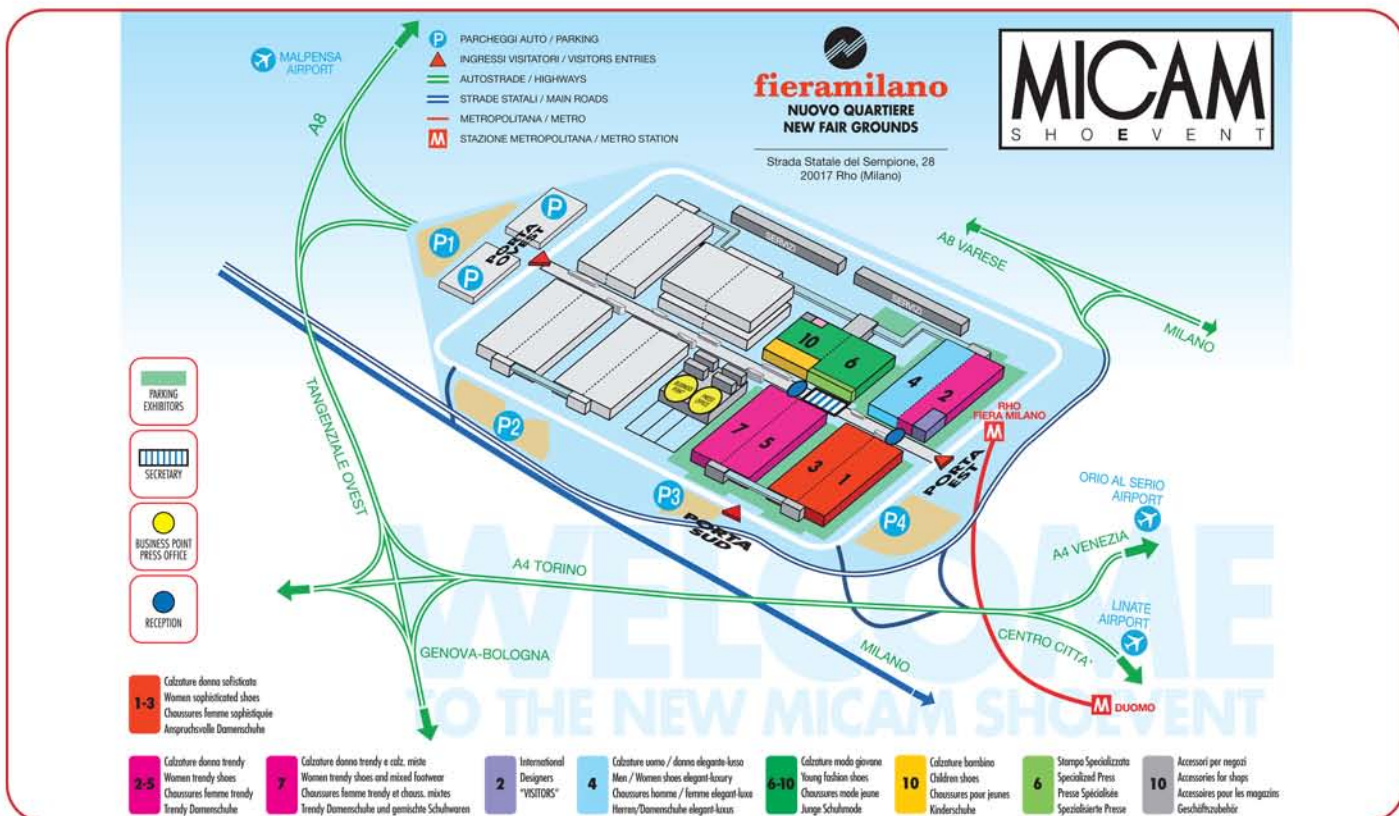 MALPENSA
AIRPORT
P PARCHEGGI AUTO / PARKING
INGRESSI VISITATORI / VISITORS ENTRIES
AUTOSTRADE / HIGHWAYS
STRADE STATALI / MAIN ROADS
METROPOLITANA / METRO
M STAZIONE METROPOLITANA / METRO STATION
fieramilano
NUOVO QUARTIERE
NEW FAIR GROUNDS
Strada Statale del Sempione, 28
20017 Rho (Milano)
MICAM
SHOEVENT
A8
P1
P
P
PORTA
OVEST
SERVIZI
SERVIZI
A8 VARESE
MILANO
10
6
4
2
BUSINESS
POINT
PRESS
OFFICE
7
5
3
1
RHO
FIERA MILANO
M
PORTA
EST
P2
P3
PORTA
SUD
P4
TANGENZIALE OVEST
PARKING
EXHIBITORS
SECRETARY
BUSINESS POINT
PRESS OFFICE
RECEPTION
ORIO AL SERIO
AIRPORT
A4 VENEZIA
A4 TORINO
LINATE
AIRPORT
CENTRO CITTA'
GENOVA-BOLOGNA
MILANO
M DUOMO
WELCOME
TO THE NEW MICAM SHOEVENT
1-3
Calzature donna sofisticata
Women sophisticated shoes
Chaussures femme sophistiquée
Anspruchsvolle Damenschuhe
2-5
Calzature donna trendy
Women trendy shoes
Chaussures femme trendy
Trendy Damenschuhe
7
Calzature donna trendy e calz. miste
Women trendy shoes and mixed footwear
Chaussures femme trendy et chauss. mixtes
Trendy Damenschuhe und gemischte Schuhwaren
2
International
Designers
"VISITORS"
4
Calzature uomo / donna elegante-lusso
Men / Women shoes elegant-luxury
Chaussures homme / femme elegant-luxe
Herren/Damenschuhe elegant-luxus
6-10
Calzature moda giovane
Young fashion shoes
Chaussures mode jeune
Junge Schuhmode
10
Calzature bambino
Children shoes
Chaussures pour jeunes
Kinderschuhe
6
Stampa Specializzata
Specialized Press
Presse Spécialisée
Spezialisierte Presse
10
Accessori per negozi
Accessories for shops
Accessoires pour les magazins
Geschäftszubehör